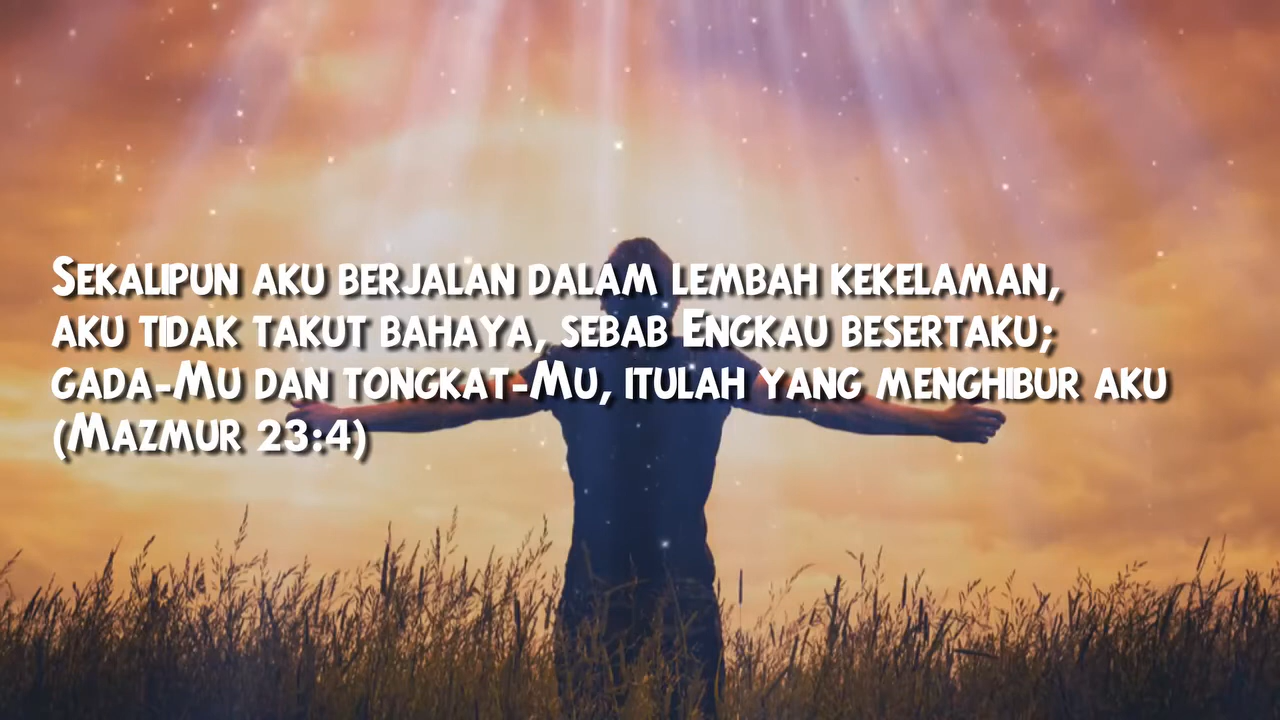 Sekalipun aku berjalan dalam lembah kekelaman,
aku tidak takut bahaya, sebab Engkau besertaku;
gada-Mu dan tongkat-Mu, itulah yang menghibur aku
(Mazmur 23:4)